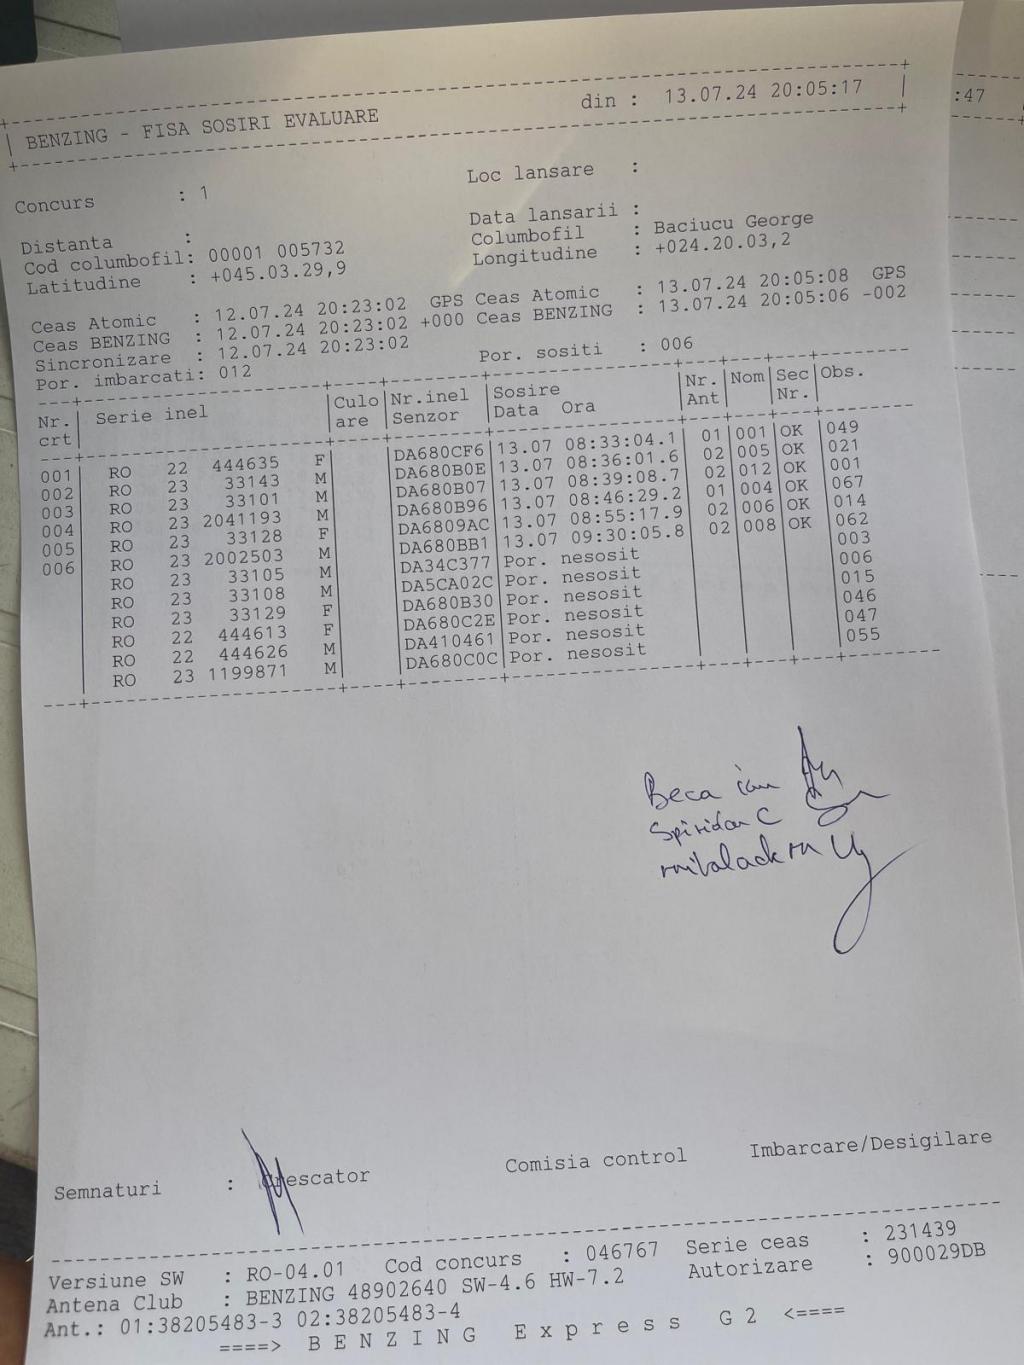 BENZING - FISA SOSIRI EVALUARE din : 13.07.24 20:05:17
:47
Concurs : 1 Loc lansare :
Data lansarii :
Distanta :
Cod columbofil: 00001 005732 Columbofil : Baciucu George
Latitudine : +045.03.29,9 Longitudine : +024.20.03,2
Ceas Atomic : 12.07.24 20:23:02 GPS Ceas Atomic : 13.07.24 20:05:08 GPS
Ceas BENZING : 12.07.24 20:23:02 +000 Ceas BENZING : 13.07.24 20:05:06 -002
Sincronizare : 12.07.24 20:23:02
Por. imbarcati: 012 Por. sositi : 006
Nr. Serie inel Culo Nr.inel Sosire Nr. Nom Sec Obs.
crt are Senzor Data Ora Ant Nr.
001 RO 22 444635 F DA680CF6 13.07 08:33:04.1 01 001 OK 049
002 RO 23 33143 M DA680B0E 13.07 08:36:01.6 02 005 OK 021
003 RO 23 33101 M DA680B07 13.07 08:39:08.7 02 012 OK 001
004 RO 23 2041193 M DA680B96 13.07 08:46:29.2 01 004 OK 067
005 RO 23 33128 F DA6809AC 13.07 08:55:17.9 02 006 OK 014
006 RO 23 2002503 M DA680BB1 13.07 09:30:05.8 02 008 OK 062
RO 23 33105 M DA34C377 Por. nesosit 003
RO 23 33108 M DA5CA02C Por. nesosit 006
RO 23 33129 F DA680B30 Por. nesosit 015
RO 22 444613 F DA680C2E Por. nesosit 046
RO 22 444626 M DA410461 Por. nesosit 047
RO 23 1199871 M DA680C0C Por. nesosit 055
Beca ion
Spiridon C
Semnaturi : Crescator Comisia control Imbarcare/Desigilare
Versiune SW : RO-04.01 Cod concurs : 046767 Serie ceas : 231439
Antena Club : BENZING 48902640 SW-4.6 HW-7.2 Autorizare : 900029DB
Ant.: 01:38205483-3 02:38205483-4
====> B E N Z I N G E x p r e s s G 2 <====